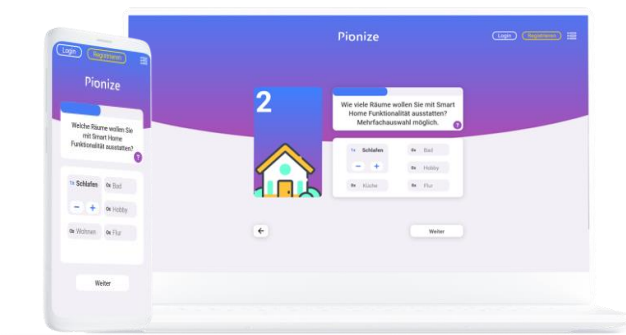 Login
Registrieren
Pionize
Welche Räume wollen Sie
mit Smart Home
Funktionalität ausstatten?
?
1x Schlafen
0x Bad
− +
0x Hobby
0x Wohnen
0x Flur
Weiter
Pionize
Login
Registrieren
2
Wie viele Räume wollen Sie mit Smart
Home Funktionalität ausstatten?
Mehrfachauswahl möglich.
?
1x Schlafen
0x Bad
− +
0x Hobby
0x Küche
0x Flur
Weiter